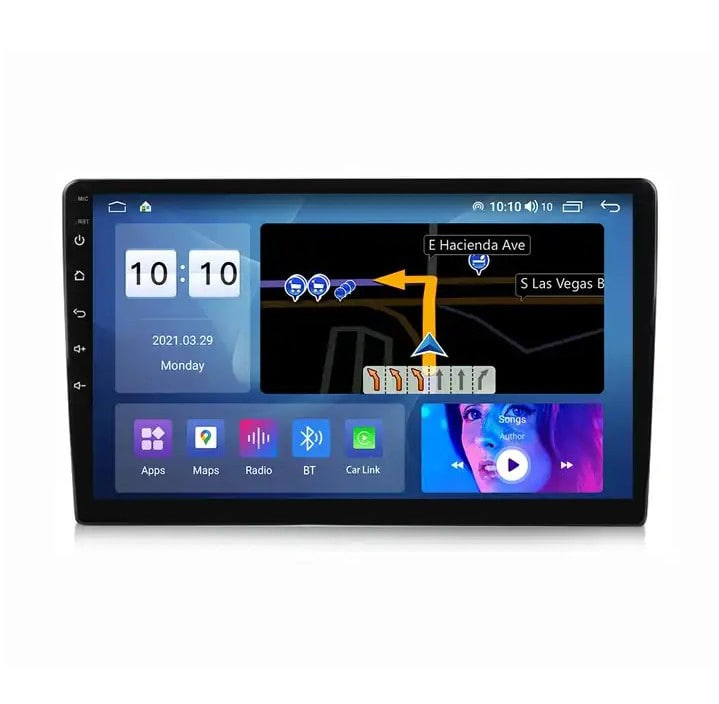 MIC
RST
10:10 10
10:10
2021.03.29
Monday
E Hacienda Ave
S Las Vegas B
Apps
Maps
Radio
BT
Car Link
Songs
Author